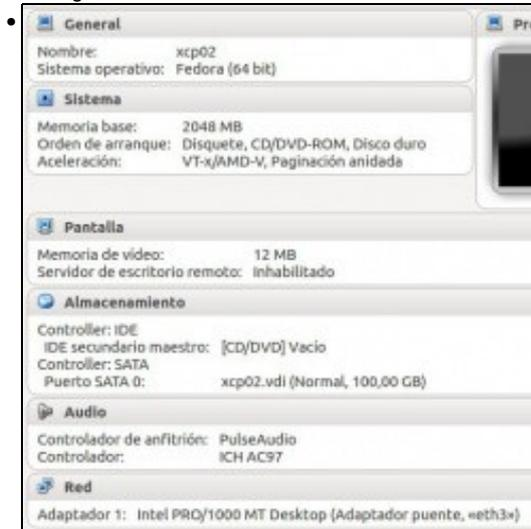 General
Nombre: xcp02
Sistema operativo: Fedora (64 bit)
Sistema
Memoria base: 2048 MB
Orden de arranque: Disquete, CD/DVD-ROM, Disco duro
Aceleración: VT-x/AMD-V, Paginación anidada
Pantalla
Memoria de vídeo: 12 MB
Servidor de escritorio remoto: Inhabilitado
Almacenamiento
Controller: IDE
IDE secundario maestro: [CD/DVD] Vacío
Controller: SATA
Puerto SATA 0: xcp02.vdi (Normal, 100,00 GB)
Audio
Controlador de anfitrión: PulseAudio
Controlador: ICH AC97
Red
Adaptador 1: Intel PRO/1000 MT Desktop (Adaptador puente, «eth3»)